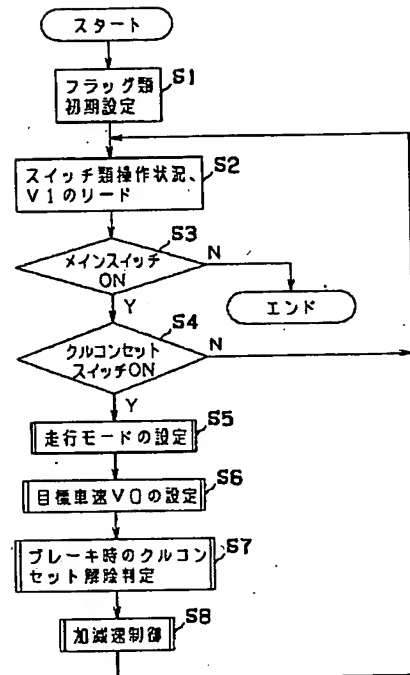 スタート
フラッグ類
初期設定
S1
スイッチ類操作状況、
V1のリード
S2
メインスイッチ
ON
S3
N
エンド
Y
クルコンセット
スイッチON
S4
N
Y
走行モードの設定
S5
目標車速V0の設定
S6
ブレーキ時のクルコン
セット解除判定
S7
加減速制御
S8